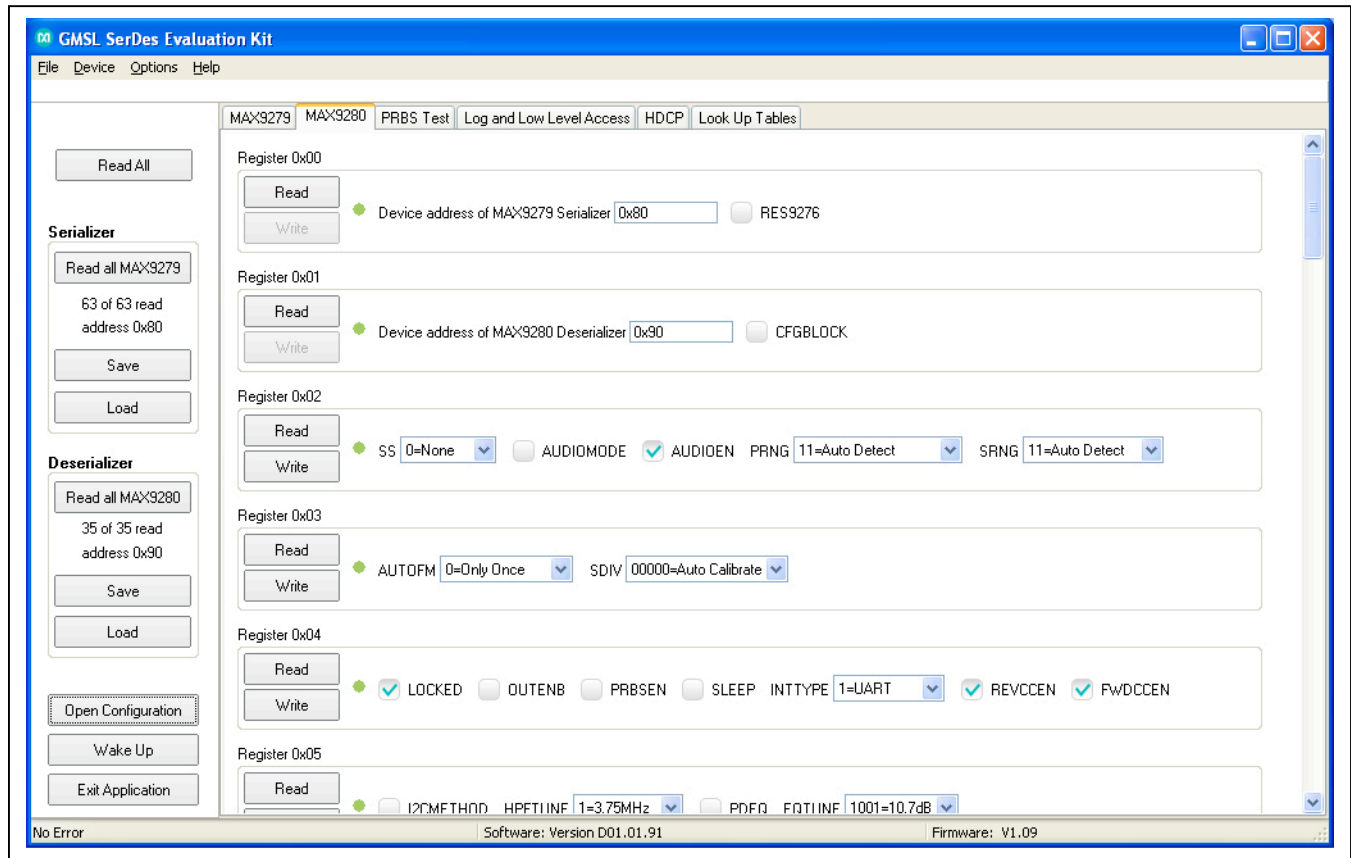 GMSL SerDes Evaluation Kit
File Device Options Help
MAX9279 MAX9280 PRBS Test Log and Low Level Access HDCP Look Up Tables
Read All
Serializer
Read all MAX9279
63 of 63 read
address 0x80
Save
Load
Deserializer
Read all MAX9280
35 of 35 read
address 0x90
Save
Load
Open Configuration
Wake Up
Exit Application
Register 0x00
Read
Write
Device address of MAX9279 Serializer 0x80 RES9276
Register 0x01
Read
Write
Device address of MAX9280 Deserializer 0x90 CFGBLOCK
Register 0x02
Read
Write
SS 0=None AUDIOMODE AUDIOEN PRNG 11=Auto Detect SRNG 11=Auto Detect
Register 0x03
Read
Write
AUTOFM 0=Only Once SDIV 00000=Auto Calibrate
Register 0x04
Read
Write
LOCKED OUTENB PRBSEN SLEEP INTTYPE 1=UART REVCCEN FWDCCEN
Register 0x05
Read
I2CMETHOD HPFTUNE 1=3.75MHz PDEQ EQTUNE 1001=10.7dB
No Error Software: Version D01.01.91 Firmware: V1.09